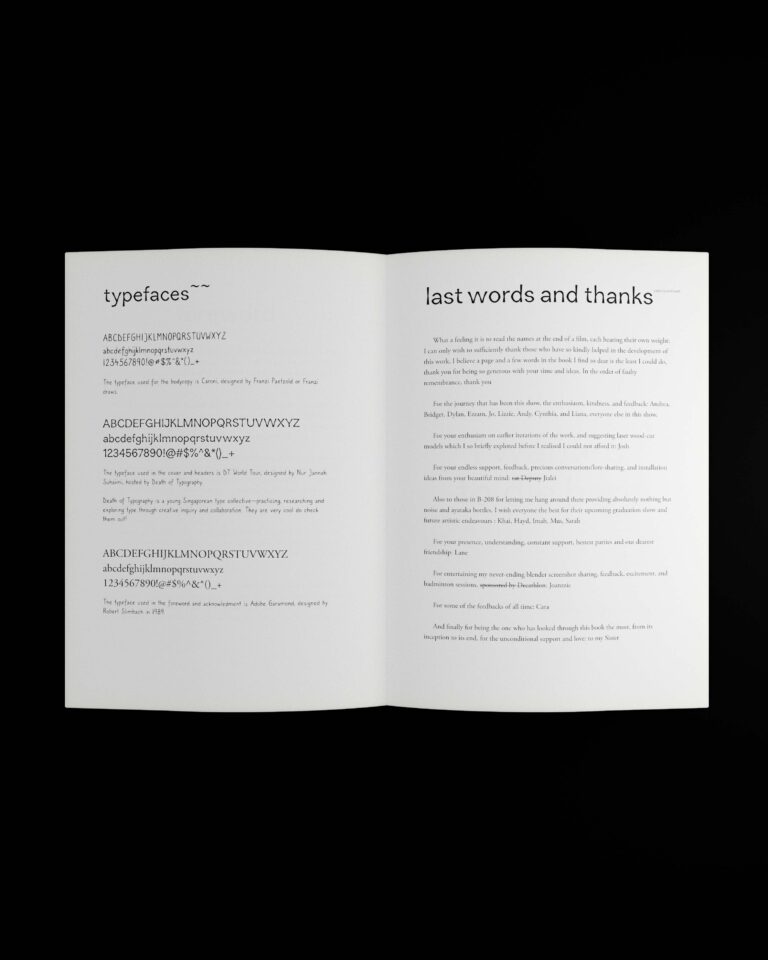 typefaces~~
ABCDEFGHIJKLMNOPQRSTUVWXYZ
abcdefghijklmnopqrstuvwxyz
1234567890!@#$%^&*()_+
The typeface used for the bodycopy is Caroni, designed by Franzi Paetzold or Franzi
draws.
ABCDEFGHIJKLMNOPQRSTUVWXYZ
abcdefghijklmnopqrstuvwxyz
1234567890!@#$%^&*()_+
The typeface used in the cover and headers is DT World Tour, designed by Nur Jannah
Suhaimi, hosted by Death of Typography.
Death of Typography is a young Singaporean type collective—practicing, researching and
exploring type through creative inquiry and collaboration. They are very cool do check
them out!
ABCDEFGHIJKLMNOPQRSTUVWXYZ
abcdefghijklmnopqrstuvwxyz
1234567890!@#$%^&*()_+
The typeface used in the foreword and acknowledgement is Adobe Garamond, designed by
Robert Slimbach in 1989.
last words and thanks
What a feeling it is to read the names at the end of a film, each bearing their own weight.
I can only wish to sufficiently thank those who have so kindly helped in the development of
this work. I believe a page and a few words in the book I find so dear is the least I could do,
thank you for being so generous with your time and ideas. In the order of faulty
remembrance, thank you
For the journey that has been this show, the enthusiasm, kindness, and feedback: Andrea,
Bridget, Dylan, Ezzam, Jo, Lizzie, Andy, Cynthia, and Liana, everyone else in this show.
For your enthusiasm on earlier iterations of the work, and suggesting laser wood-cut
models which I so briefly explored before I realised I could not afford it: Josh
For your endless support, feedback, precious conversation/lore-sharing, and installation
ideas from your beautiful mind: cat Deputy Jedei
Also to those in B-208 for letting me hang around there providing absolutely nothing but
noise and ayataka bottles, I wish everyone the best for their upcoming graduation show and
future artistic endeavours : Khai, Hayd, Imah, Mus, Sarah
For your presence, understanding, constant support, bestest parties and our dearest
friendship: Lane
For entertaining my never-ending blender screenshot sharing, feedback, excitement, and
badminton sessions, sponsored by Decathlon, Joannzie
For some of the feedbacks of all time: Cara
And finally for being the one who has looked through this book the most, from its
inception to its end, for the unconditional support and love: to my Sister